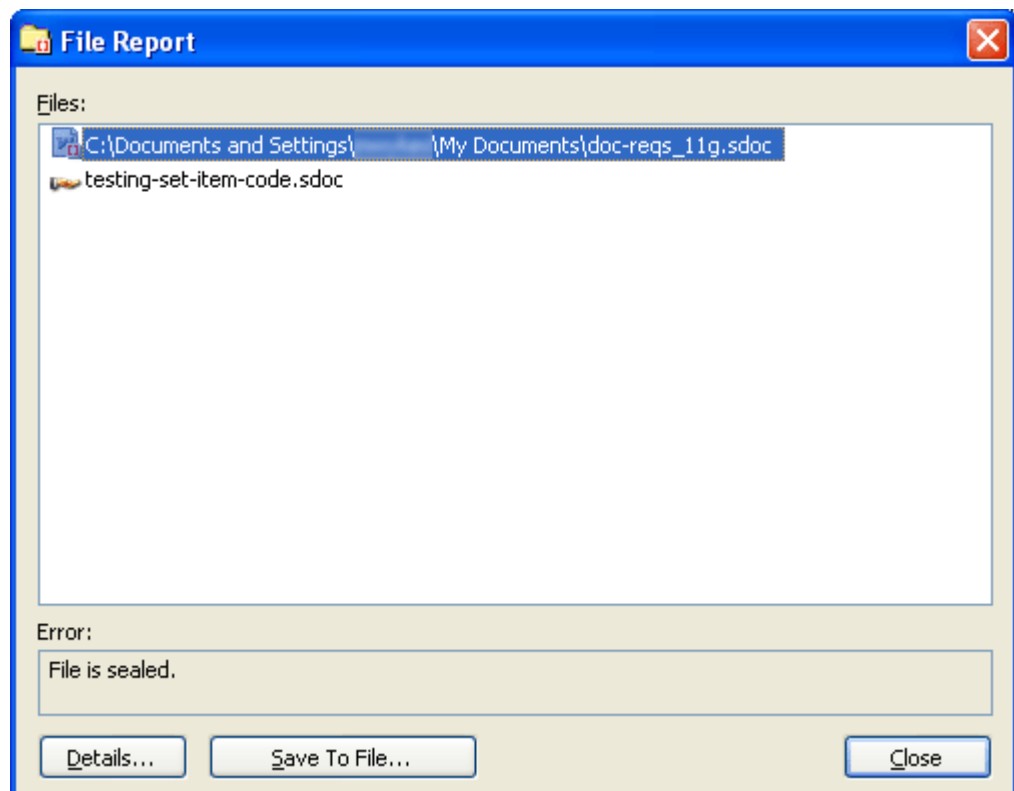 File Report
Files:
C:\Documents and Settings\ \My Documents\doc-reqs_11g.sdoc
testing-set-item-code.sdoc
Error:
File is sealed.
Details... Save To File... Close